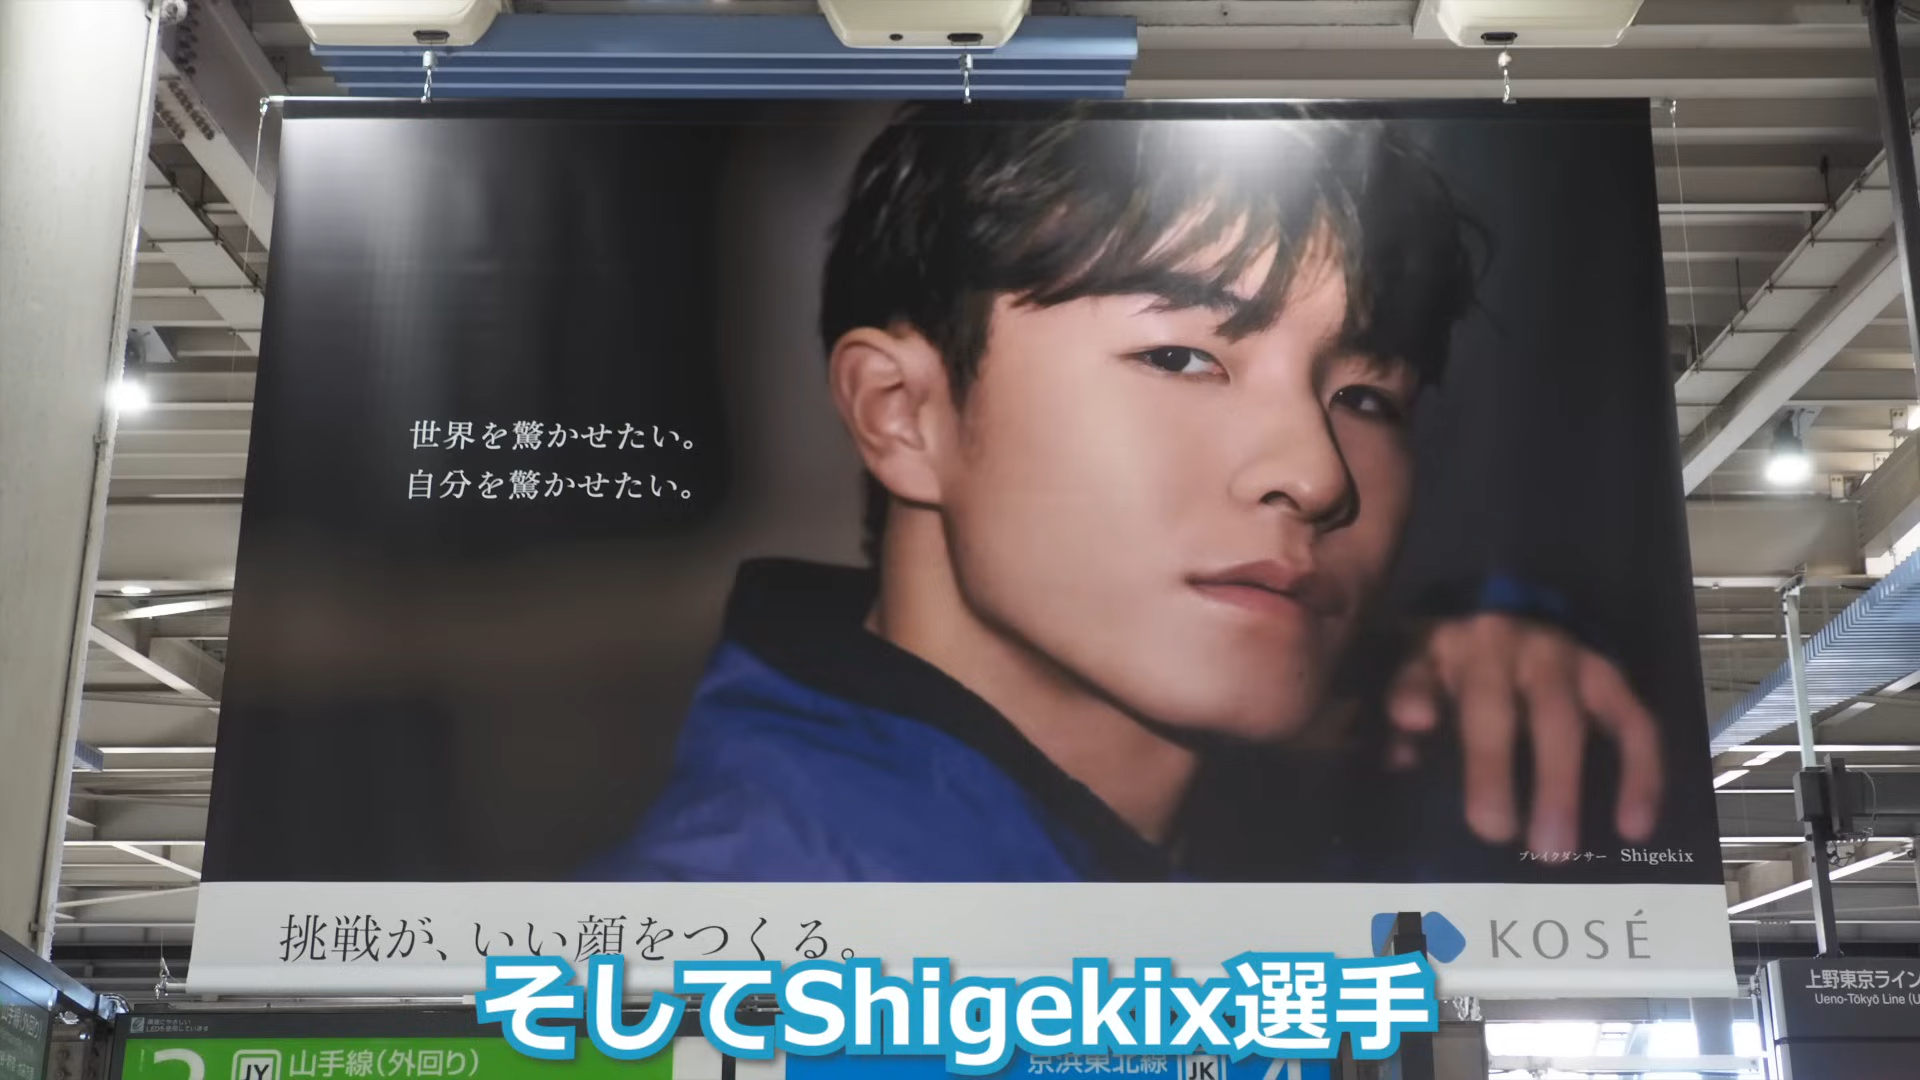 世界を驚かせたい。
自分を驚かせたい。
ブレイクダンサー Shigekix
挑戦が、いい顔をつくる。
KOSÉ
そしてShigekix選手
上野東京ライン
Ueno-Tōkyō Line (U
2 JY 山手線(外回り)
京浜東北線 JK 4